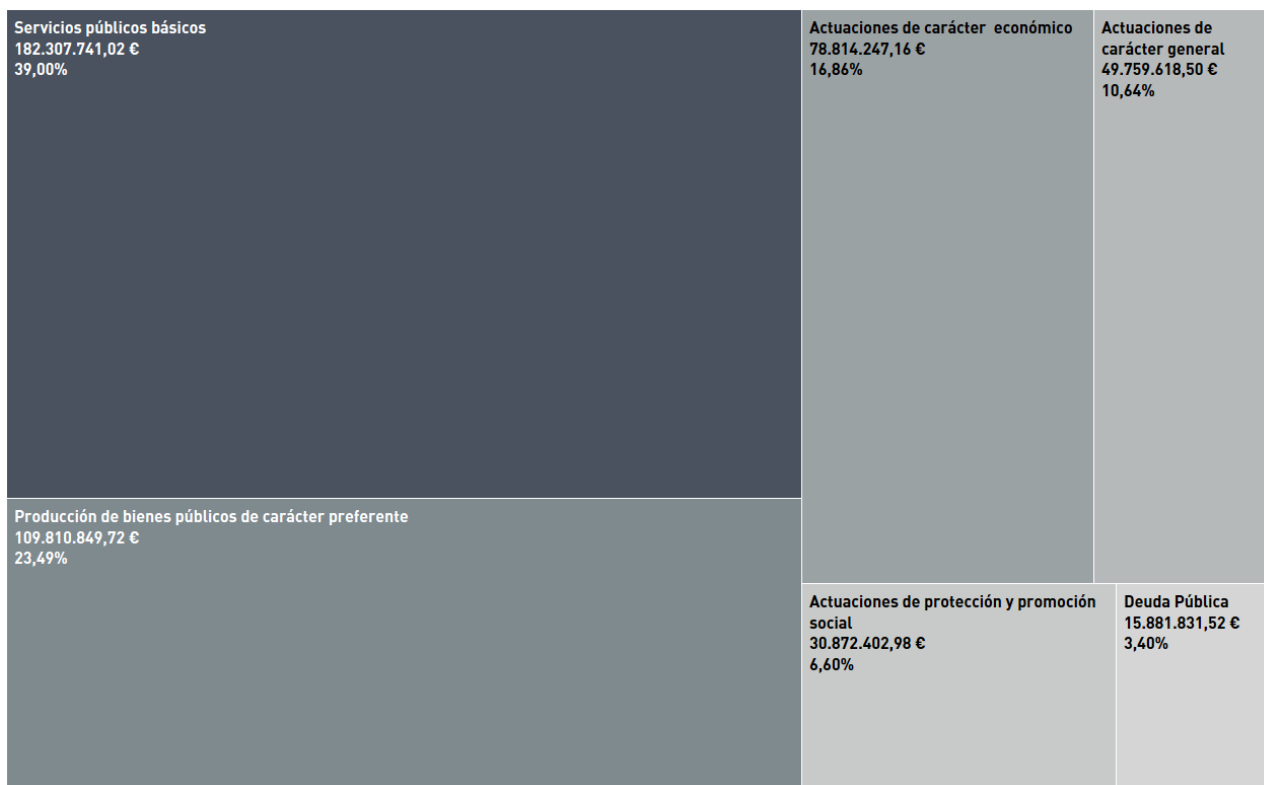 Servicios públicos básicos
182.307.741,02 €
39,00%
Producción de bienes públicos de carácter preferente
109.810.849,72 €
23,49%
Actuaciones de carácter  económico
78.814.247,16 €
16,86%
Actuaciones de
carácter general
49.759.618,50 €
10,64%
Actuaciones de protección y promoción
social
30.872.402,98 €
6,60%
Deuda Pública
15.881.831,52 €
3,40%